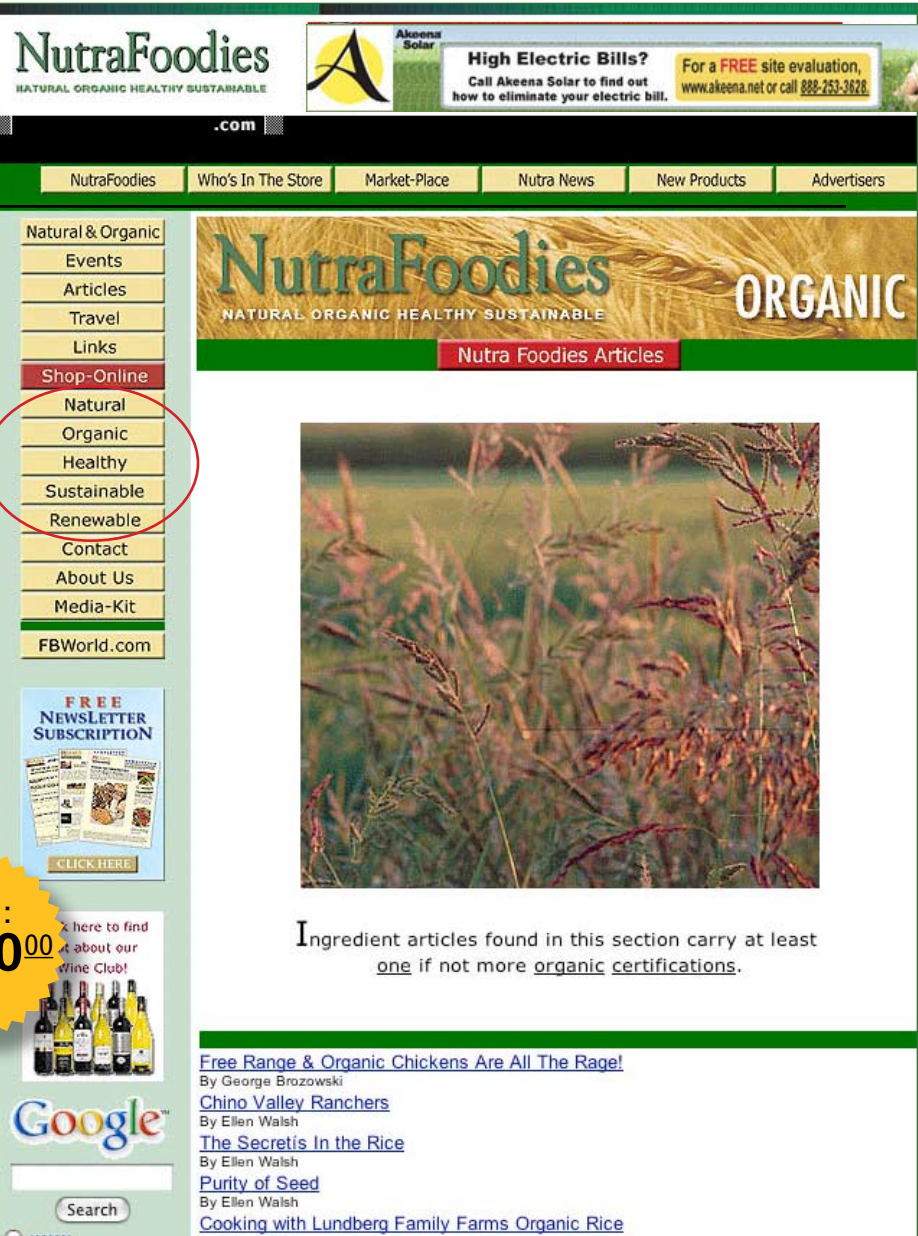 NutraFoodies
NATURAL ORGANIC HEALTHY SUSTAINABLE
.com
Akeena
Solar
High Electric Bills?
Call Akeena Solar to find out
how to eliminate your electric bill.
For a FREE site evaluation,
www.akeena.net or call 888-253-3628.
NutraFoodies
Who's In The Store
Market-Place
Nutra News
New Products
Advertisers
Natural & Organic
Events
Articles
Travel
Links
Shop-Online
Natural
Organic
Healthy
Sustainable
Renewable
Contact
About Us
Media-Kit
FBWorld.com
FREE
NEWSLETTER
SUBSCRIPTION
CLICK HERE
:
000
here to find
about our
Wine Club!
Google™
Search
NutraFoodies
NATURAL ORGANIC HEALTHY SUSTAINABLE
ORGANIC
Nutra Foodies Articles
Ingredient articles found in this section carry at least
one if not more organic certifications.
Free Range & Organic Chickens Are All The Rage!
By George Brozowski
Chino Valley Ranchers
By Ellen Walsh
The Secretís In the Rice
By Ellen Walsh
Purity of Seed
By Ellen Walsh
Cooking with Lundberg Family Farms Organic Rice